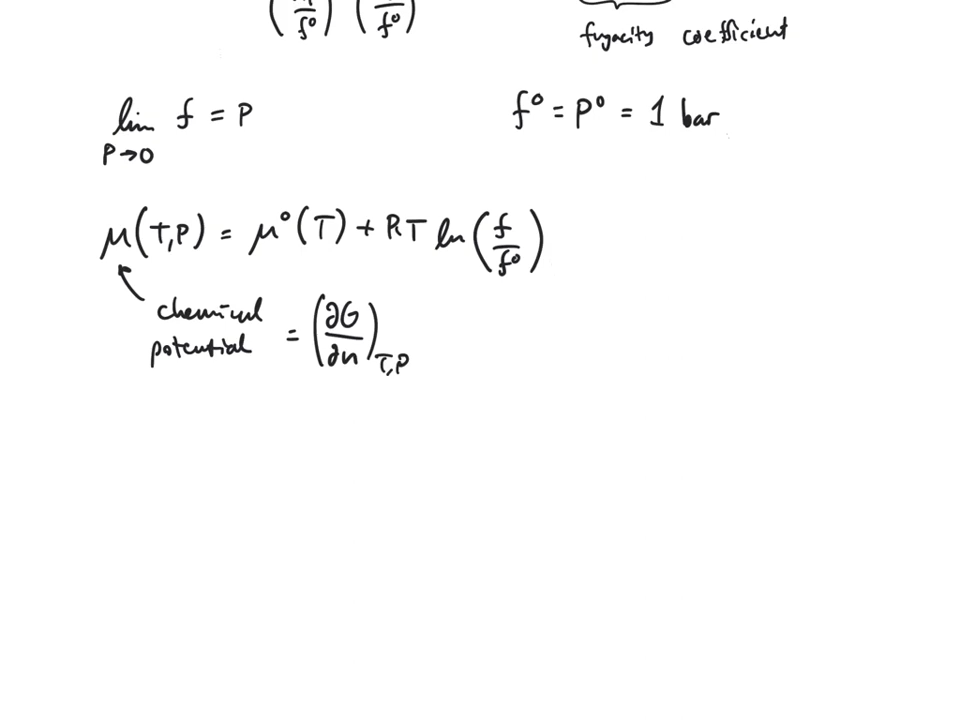 ( /f°) ( /f°)
fugacity coefficient
lim f = P f° = P° = 1 bar
P→0
μ(T,P) = μ°(T) + RT ln(f/f°)
chemical
potential = (∂G/∂n)T,P